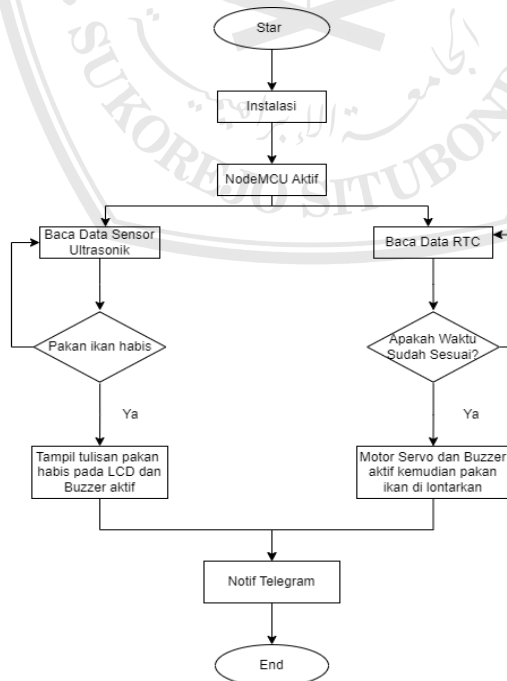 SUKOREJO SITUBON
Star
Instalasi
NodeMCU Aktif
Baca Data Sensor
Ultrasonik
Baca Data RTC
Pakan ikan habis
Apakah Waktu
Sudah Sesuai?
Ya
Ya
Tampil tulisan pakan
habis pada LCD dan
Buzzer aktif
Motor Servo dan Buzzer
aktif kemudian pakan
ikan di lontarkan
Notif Telegram
End